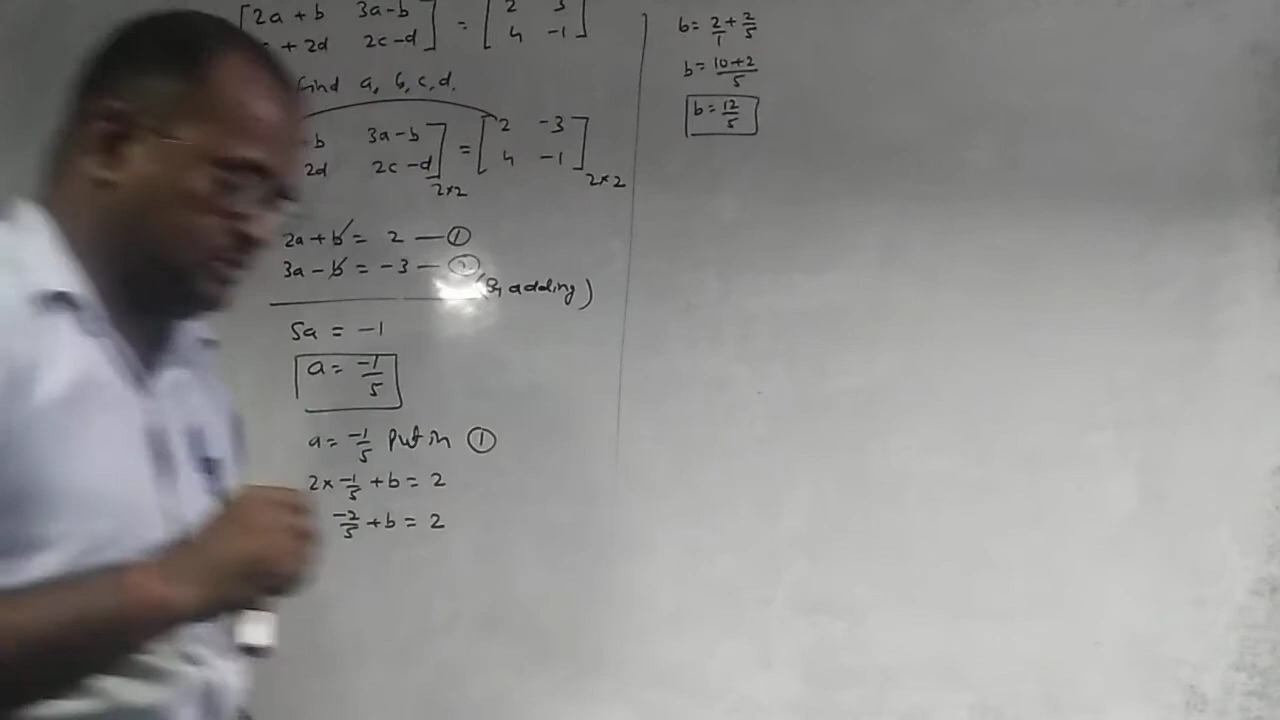 [2a + b 3a - b] = [2
+ 2d 2c - d] 4 -1]
find a, b, c, d.
b 3a - b] = [2 -3]
2d 2c - d] 2×2 4 -1] 2×2
2a + b = 2 — ①
3a - b = -3 — ②
(By adding)
5a = -1
a = -1/5
a = -1/5 put in ①
2 × -1/5 + b = 2
-2/5 + b = 2
b = 2/1 + 2/5
b = 10+2/5
b = 12/5